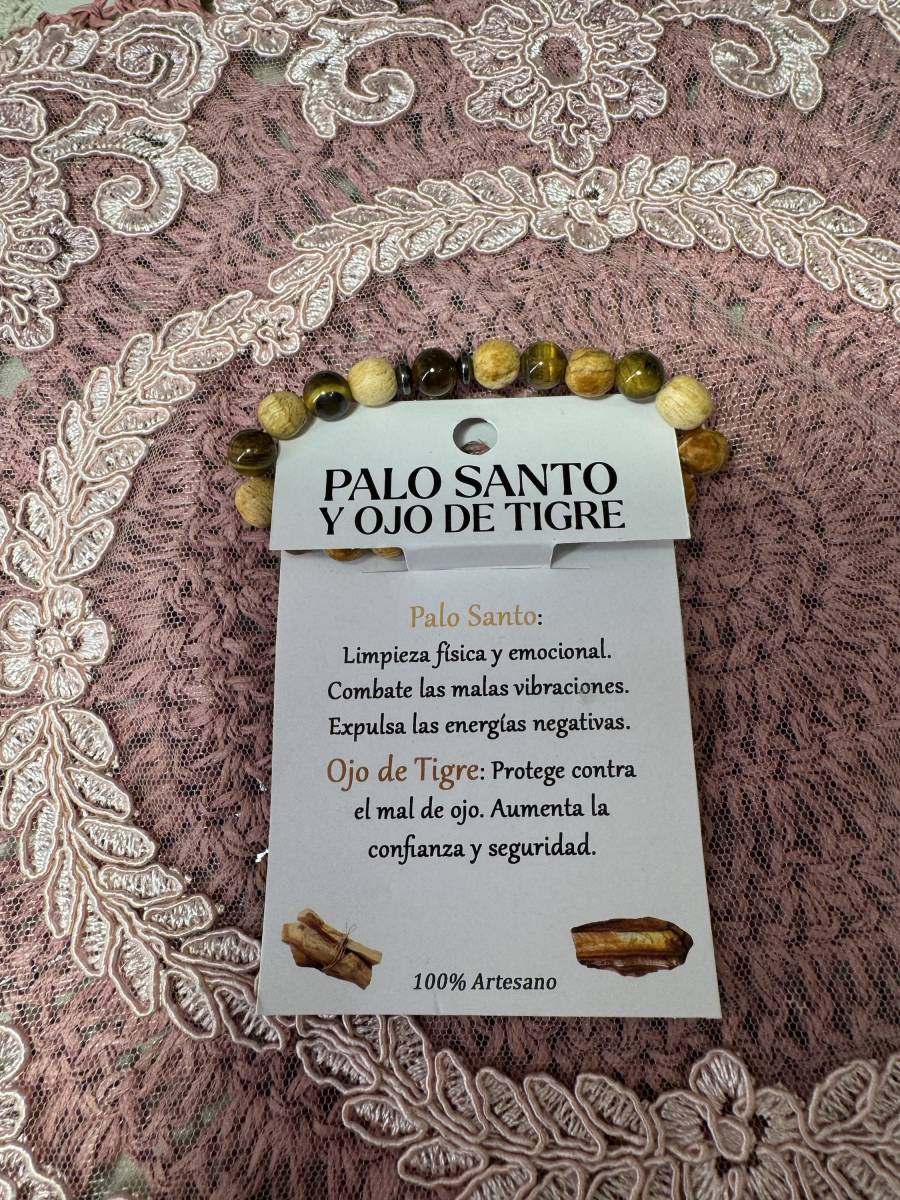 PALO SANTO
Y OJO DE TIGRE
Palo Santo:
Limpieza física y emocional.
Combate las malas vibraciones.
Expulsa las energías negativas.
Ojo de Tigre: Protege contra
el mal de ojo. Aumenta la
confianza y seguridad.
100% Artesano